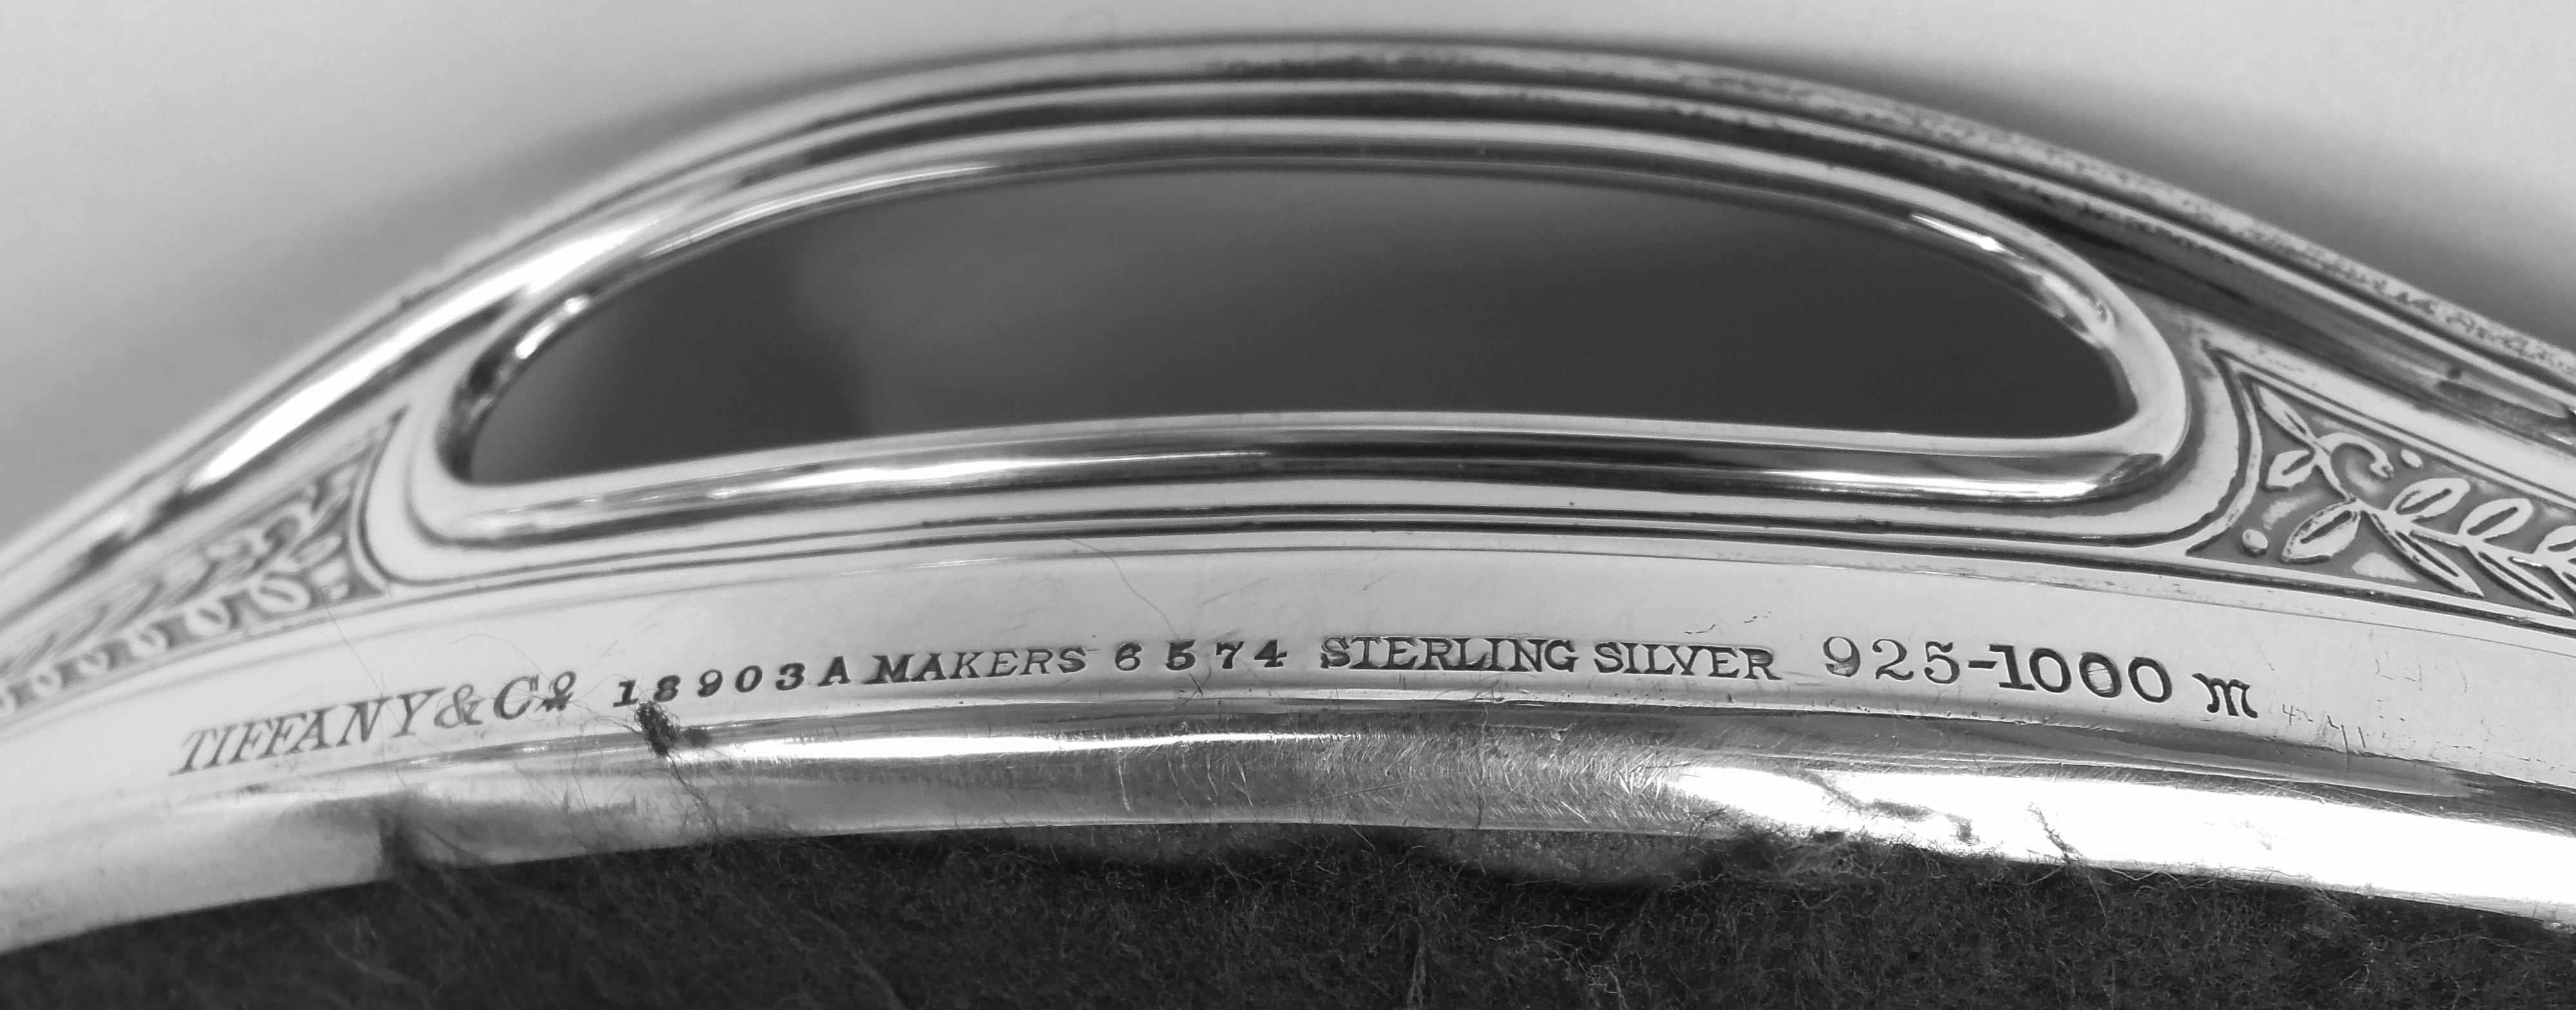 TIFFANY & Cº 18903A MAKERS 6574 STERLING SILVER 925-1000 m